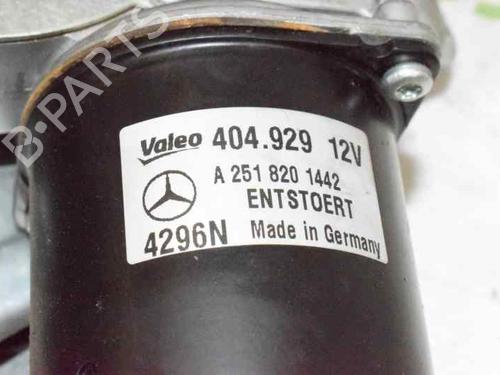 B-PARTS
Valeo 404.929 12V
A 251 820 1442
ENTSTOERT
4296N Made in Germany